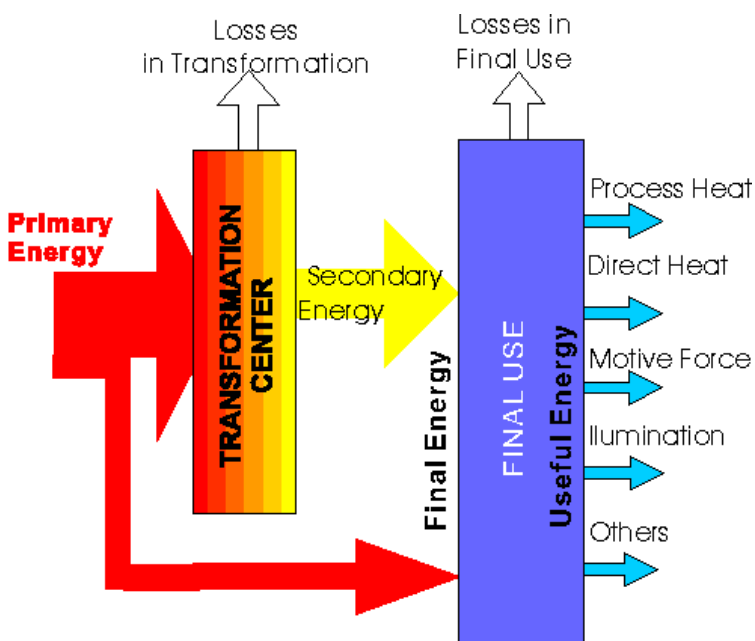 Losses
in Transformation
Losses in
Final Use
Primary
Energy
TRANSFORMATION
CENTER
Secondary
Energy
Final Energy
FINAL USE
Useful Energy
Process Heat
Direct Heat
Motive Force
Ilumination
Others